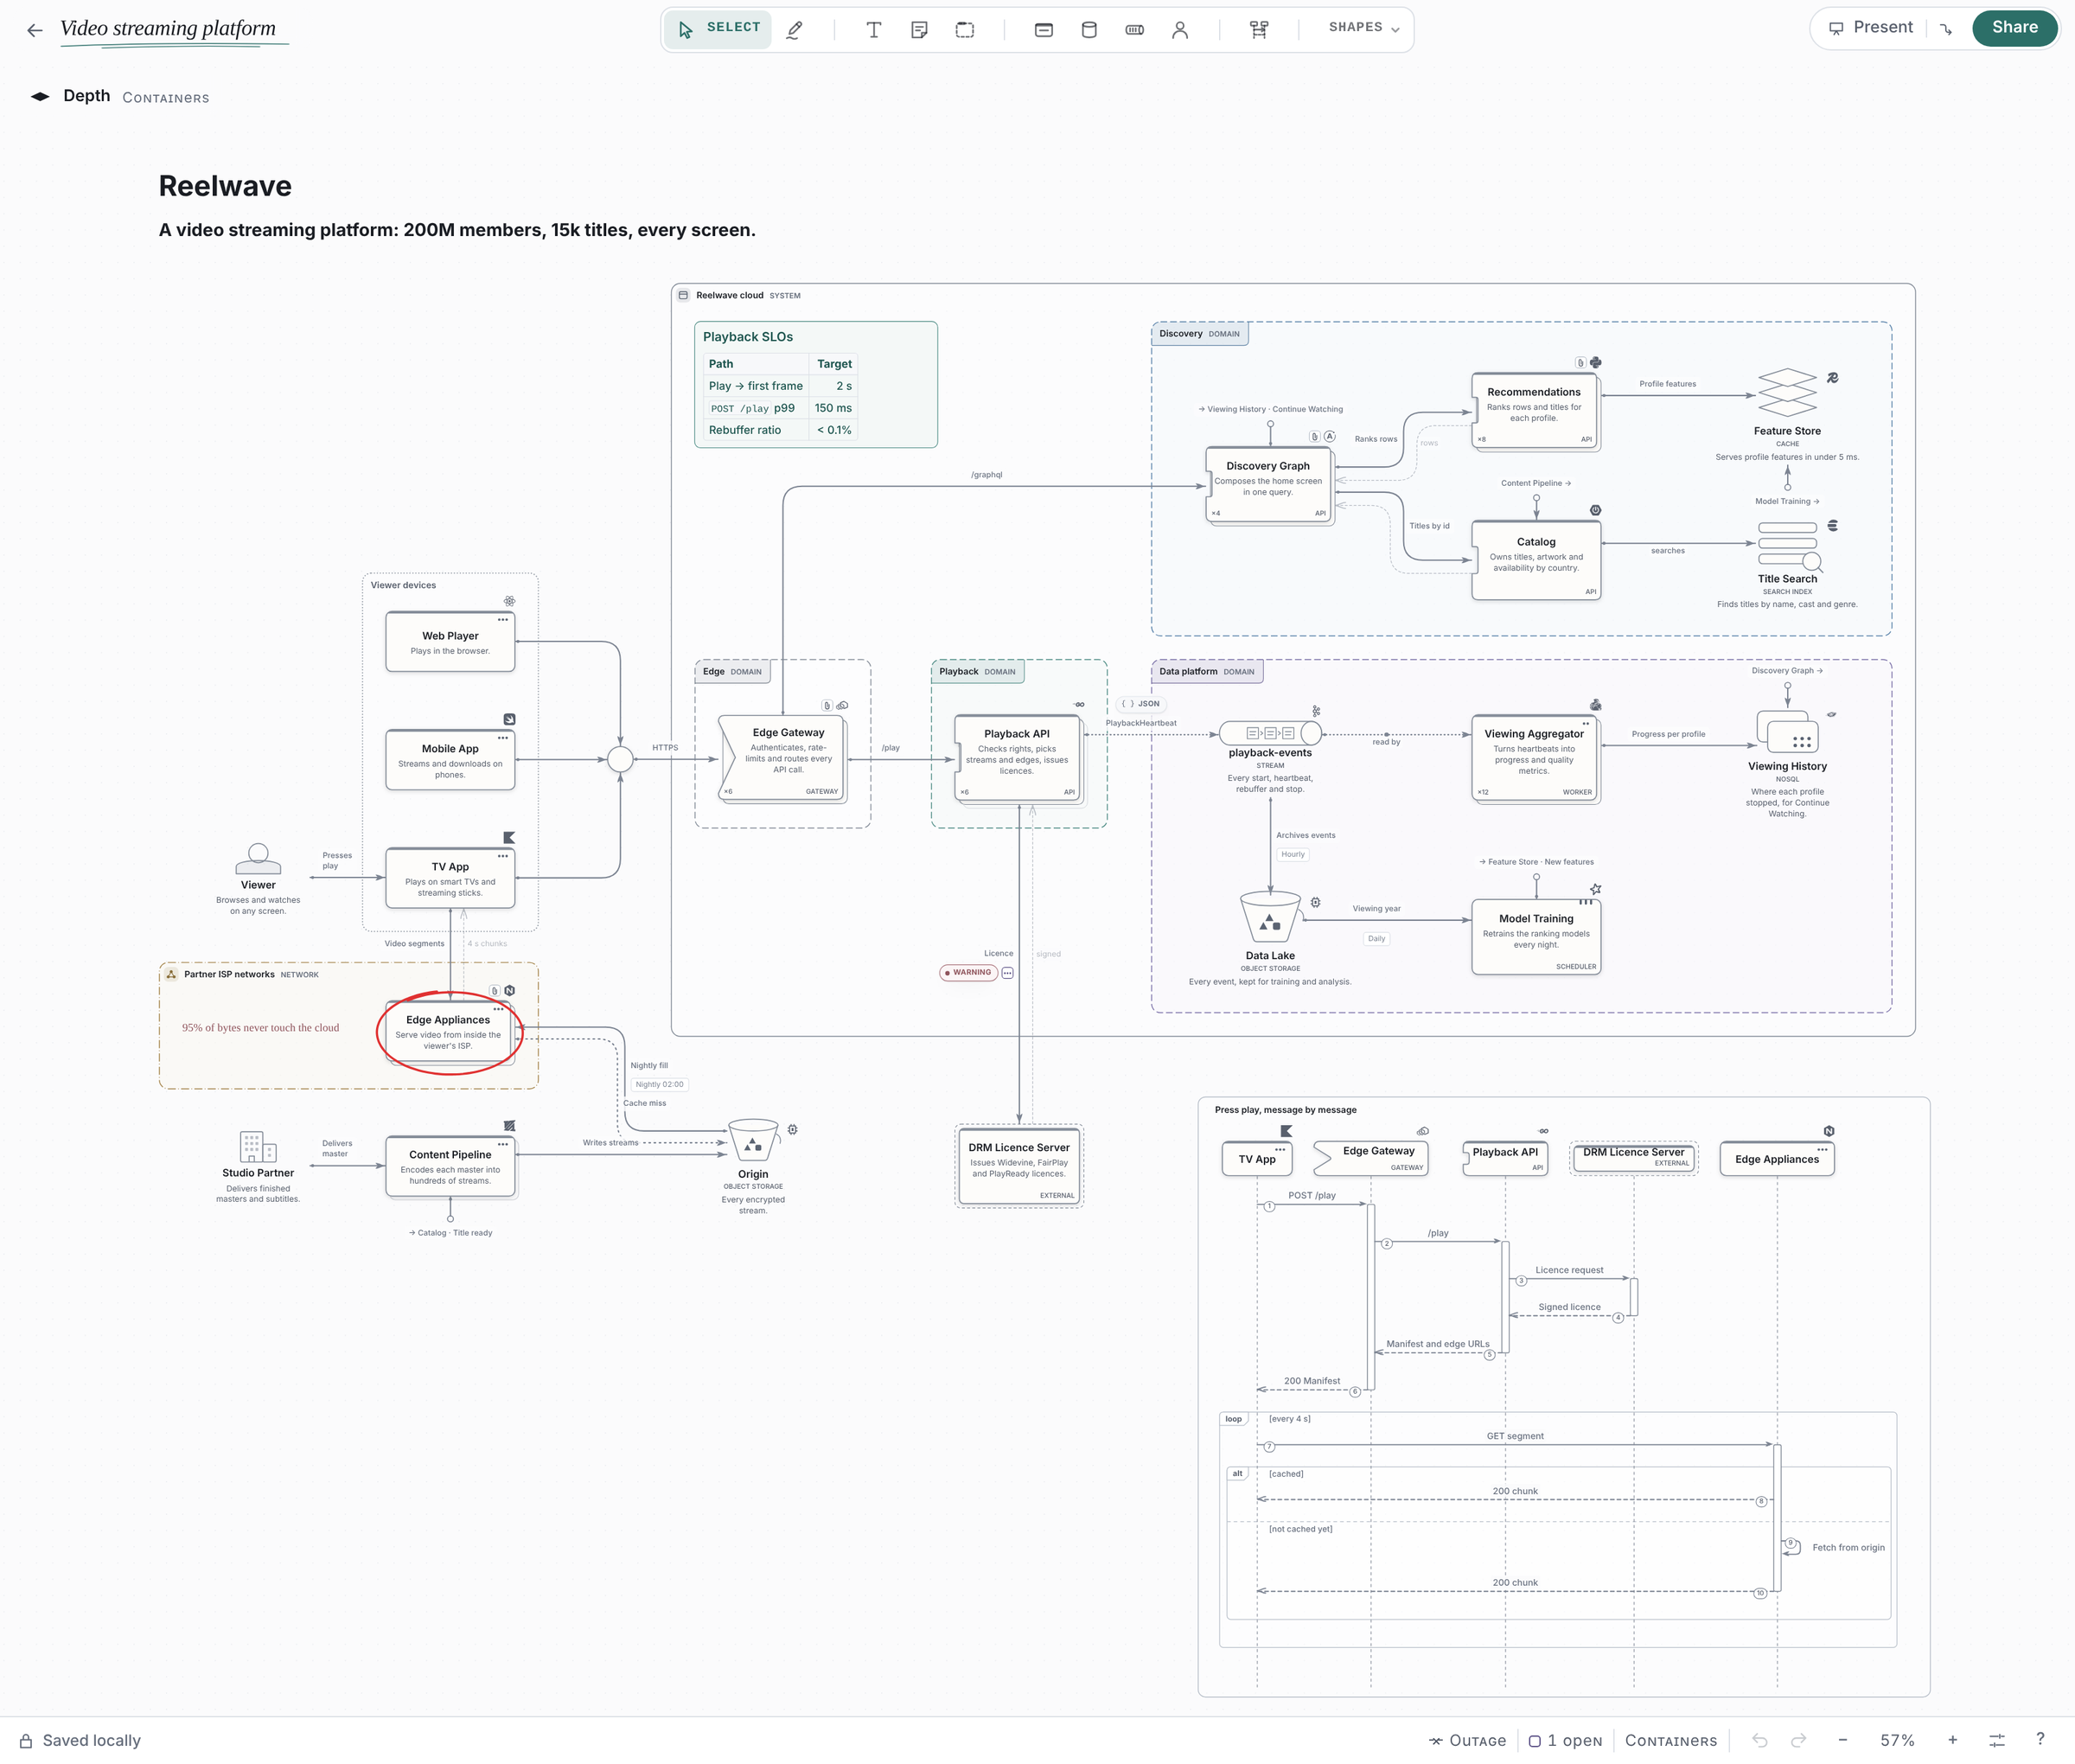 Video streaming platform
SELECT
SHAPES
Present
Share
Depth Containers
Reelwave
A video streaming platform: 200M members, 15k titles, every screen.
Reelwave cloud SYSTEM
Playback SLOs
Path Target
Play → first frame 2 s
POST /play p99 150 ms
Rebuffer ratio < 0.1%
Discovery DOMAIN
→ Viewing History · Continue Watching
Discovery Graph
Composes the home screen
in one query.
×4 API
Ranks rows
rows
Titles by id
Recommendations
Ranks rows and titles for
each profile.
×8 API
Profile features
Feature Store
CACHE
Serves profile features in under 5 ms.
Model Training →
Content Pipeline →
Catalog
Owns titles, artwork and
availability by country.
API
searches
Title Search
SEARCH INDEX
Finds titles by name, cast and genre.
/graphql
Viewer devices
Web Player
Plays in the browser.
Mobile App
Streams and downloads on
phones.
TV App
Plays on smart TVs and
streaming sticks.
Viewer
Browses and watches
on any screen.
Presses
play
HTTPS
Edge DOMAIN
Edge Gateway
Authenticates, rate-
limits and routes every
API call.
×6 GATEWAY
/play
Playback DOMAIN
Playback API
Checks rights, picks
streams and edges, issues
licences.
×6 API
{ } JSON
PlaybackHeartbeat
Data platform DOMAIN
playback-events
STREAM
Every start, heartbeat,
rebuffer and stop.
read by
Viewing Aggregator
Turns heartbeats into
progress and quality
metrics.
×12 WORKER
Progress per profile
Discovery Graph →
Viewing History
NOSQL
Where each profile
stopped, for Continue
Watching.
Archives events
Hourly
Data Lake
OBJECT STORAGE
Every event, kept for training and analysis.
Viewing year
Daily
→ Feature Store · New features
Model Training
Retrains the ranking models
every night.
SCHEDULER
Video segments
4 s chunks
Partner ISP networks NETWORK
95% of bytes never touch the cloud
Edge Appliances
Serve video from inside the
viewer's ISP.
Nightly fill
Nightly 02:00
Cache miss
Writes streams
Licence
signed
WARNING
Studio Partner
Delivers finished
masters and subtitles.
Delivers
master
Content Pipeline
Encodes each master into
hundreds of streams.
→ Catalog · Title ready
Origin
OBJECT STORAGE
Every encrypted
stream.
DRM Licence Server
Issues Widevine, FairPlay
and PlayReady licences.
EXTERNAL
Press play, message by message
TV App
Edge Gateway
GATEWAY
Playback API
API
DRM Licence Server
EXTERNAL
Edge Appliances
POST /play
1
/play
2
Licence request
3
Signed licence
4
Manifest and edge URLs
5
200 Manifest
6
loop [every 4 s]
GET segment
7
alt [cached]
200 chunk
8
[not cached yet]
9
Fetch from origin
200 chunk
10
Saved locally
Outage
1 open
Containers
− 57% + ?